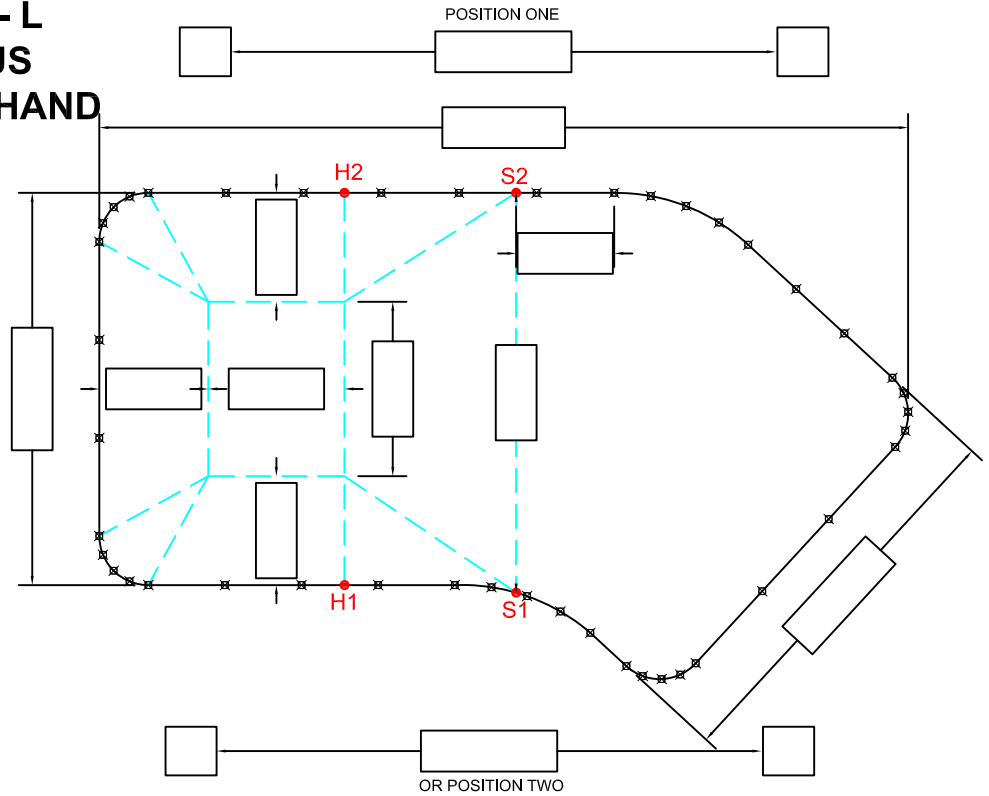 - L
POSITION ONE
US
HAND
H2
S2
H1
S1
OR POSITION TWO